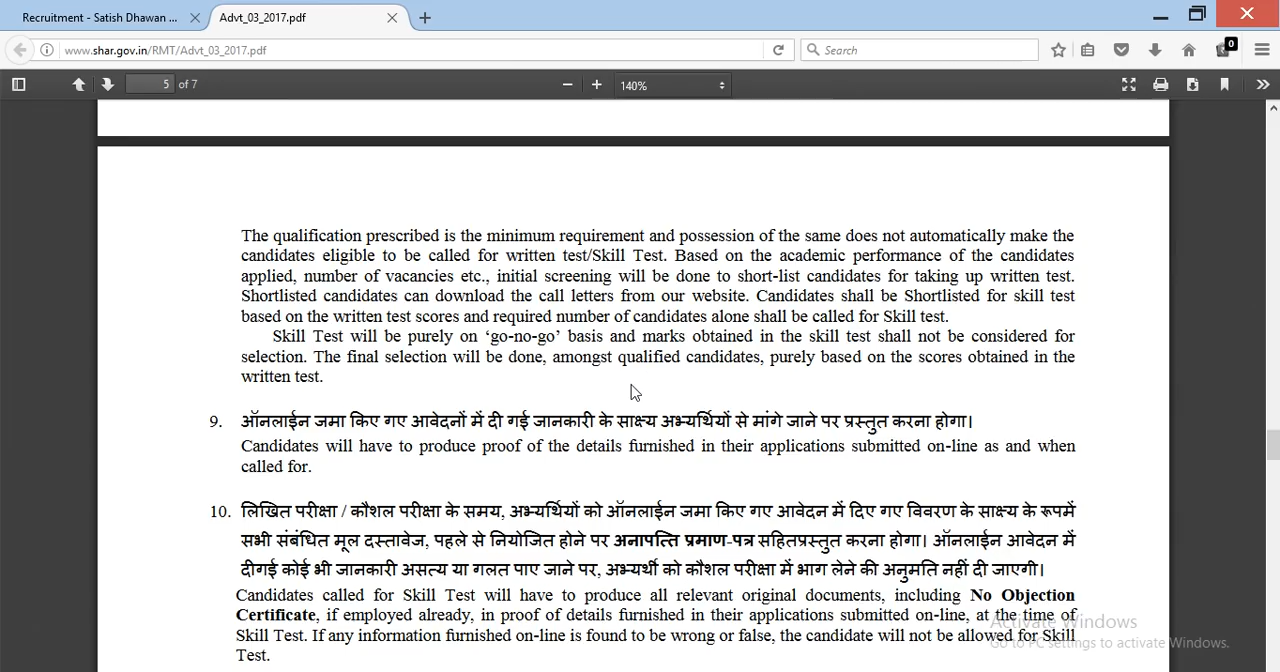 Recruitment - Satish Dhawan ...
Advt_03_2017.pdf
www.shar.gov.in/RMT/Advt_03_2017.pdf
Search
0
5 of 7
140%
The qualification prescribed is the minimum requirement and possession of the same does not automatically make the
candidates eligible to be called for written test/Skill Test. Based on the academic performance of the candidates
applied, number of vacancies etc., initial screening will be done to short-list candidates for taking up written test.
Shortlisted candidates can download the call letters from our website. Candidates shall be Shortlisted for skill test
based on the written test scores and required number of candidates alone shall be called for Skill test.
Skill Test will be purely on ‘go-no-go’ basis and marks obtained in the skill test shall not be considered for
selection. The final selection will be done, amongst qualified candidates, purely based on the scores obtained in the
written test.
9. ऑनलाईन जमा किए गए आवेदनों में दी गई जानकारी के साक्ष्य अभ्यर्थियों से मांगे जाने पर प्रस्तुत करना होगा।
Candidates will have to produce proof of the details furnished in their applications submitted on-line as and when
called for.
10. लिखित परीक्षा / कौशल परीक्षा के समय, अभ्यर्थियों को ऑनलाईन जमा किए गए आवेदन में दिए गए विवरण के साक्ष्य के रूपमें
सभी संबंधित मूल दस्तावेज, पहले से नियोजित होने पर अनापत्ति प्रमाण-पत्र सहितप्रस्तुत करना होगा। ऑनलाईन आवेदन में
दीगई कोई भी जानकारी असत्य या गलत पाए जाने पर, अभ्यर्थी को कौशल परीक्षा में भाग लेने की अनुमति नहीं दी जाएगी।
Candidates called for Skill Test will have to produce all relevant original documents, including No Objection
Certificate, if employed already, in proof of details furnished in their applications submitted on-line, at the time of
Skill Test. If any information furnished on-line is found to be wrong or false, the candidate will not be allowed for Skill
Test.
Activate Windows
Go to PC settings to activate Windows.